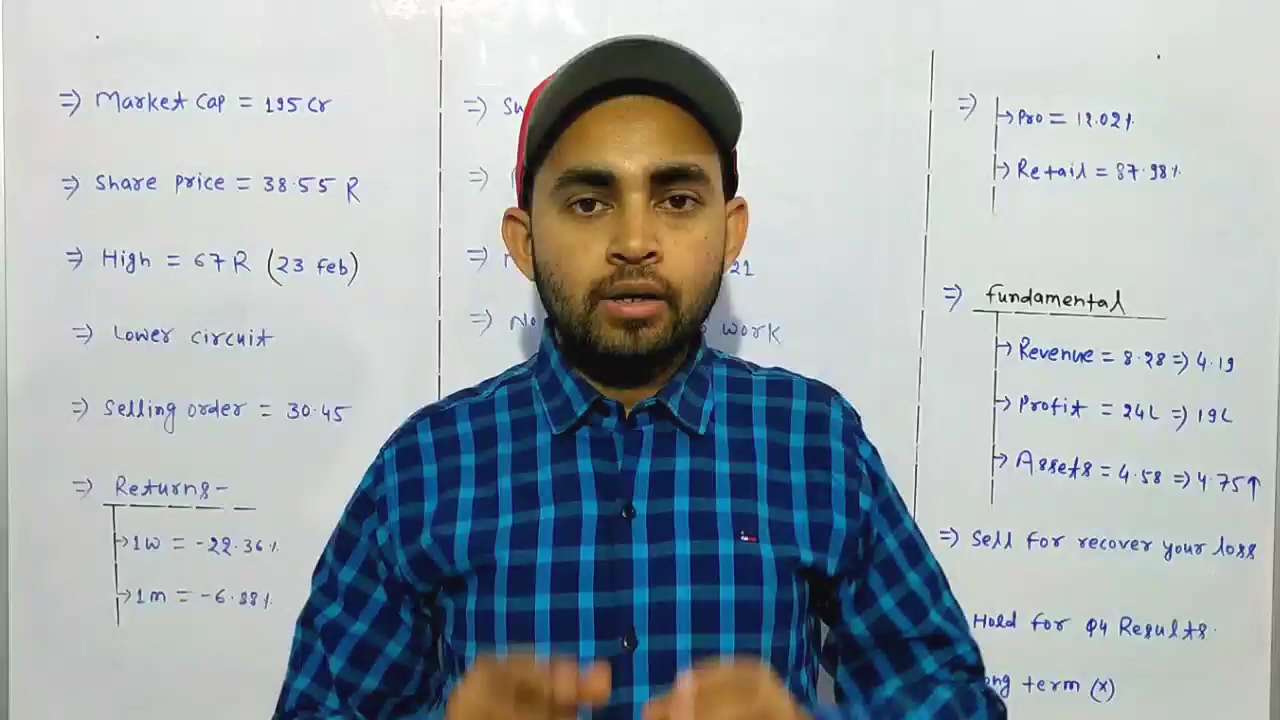 ⇒ Market Cap = 195 Cr
⇒ Share price = 38.55 R
⇒ High = 67 R (23 feb)
⇒ Lower circuit
⇒ Selling order = 30.45
⇒ Returns -
→ 1w = -22.36%
→ 1m = -6.98%
⇒ Su
⇒
⇒ 21
⇒ No work
⇒ → Pro = 12.02%
→ Retail = 87.98%
⇒ fundamental
→ Revenue = 8.28 ⇒ 4.19
→ Profit = 24L ⇒ 19L
→ Assets = 4.58 ⇒ 4.75↑
⇒ Sell for recover your loss
Hold for Q4 Results.
ong term (x)